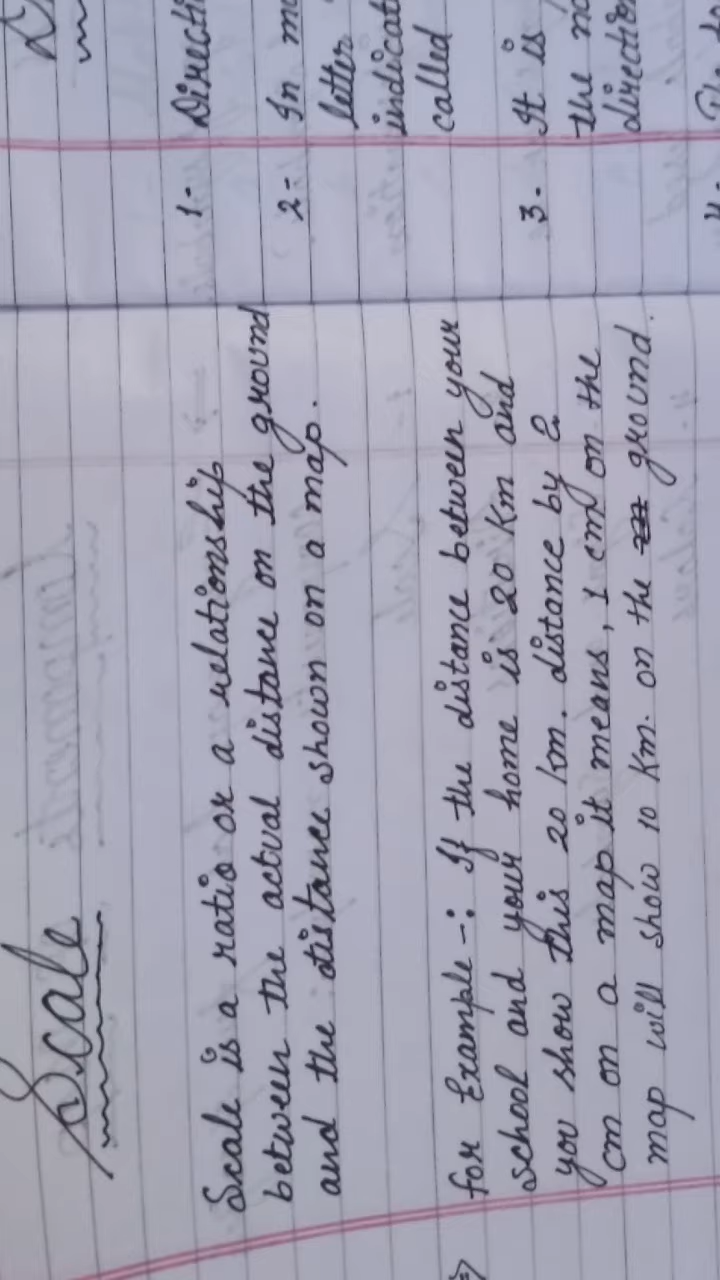 Scale
Scale is a ratio or a relationship
between the actual distance on the ground
and the distance shown on a map.
for Example -: If the distance between your
school and your home is 20 Km and
you show this 20 km. distance by 2
cm on a map it means, 1 cm on the
map will show 10 Km. on the ground.
1- Directi
2- In
letter
indicat
called
3- It is
the
direction
4.